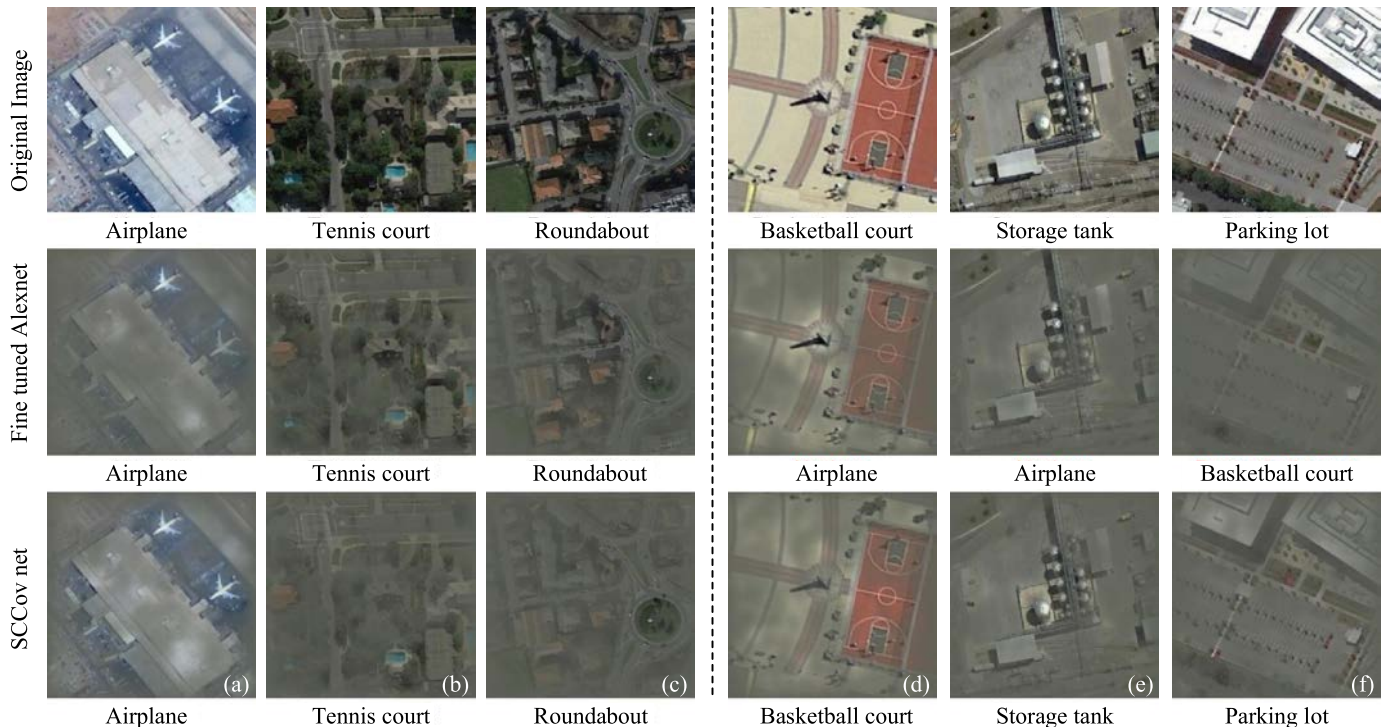 Original Image
Airplane Tennis court Roundabout Basketball court Storage tank Parking lot
Fine tuned Alexnet
Airplane Tennis court Roundabout Airplane Airplane Basketball court
SCCov net
(a) (b) (c) (d) (e) (f)
Airplane Tennis court Roundabout Basketball court Storage tank Parking lot